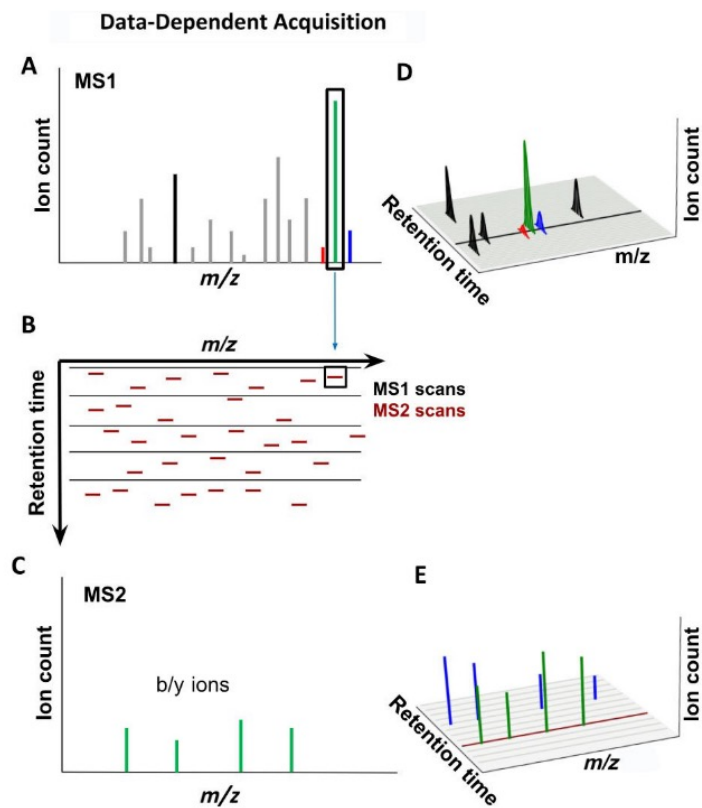 Data-Dependent Acquisition
A
MS1
Ion count
m/z
B
m/z
Retention time
MS1 scans
MS2 scans
C
MS2
Ion count
b/y ions
m/z
D
Ion count
Retention time
m/z
E
Ion count
Retention time
m/z